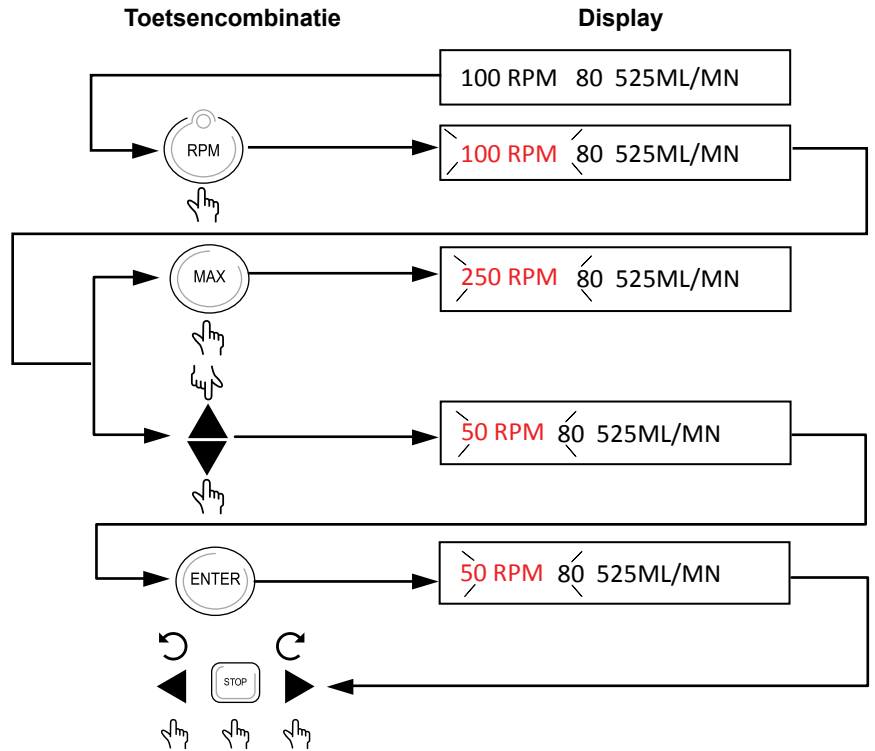 Toetsencombinatie Display
100 RPM 80 525ML/MN
RPM 100 RPM 80 525ML/MN
MAX 250 RPM 80 525ML/MN
50 RPM 80 525ML/MN
ENTER 50 RPM 80 525ML/MN
STOP